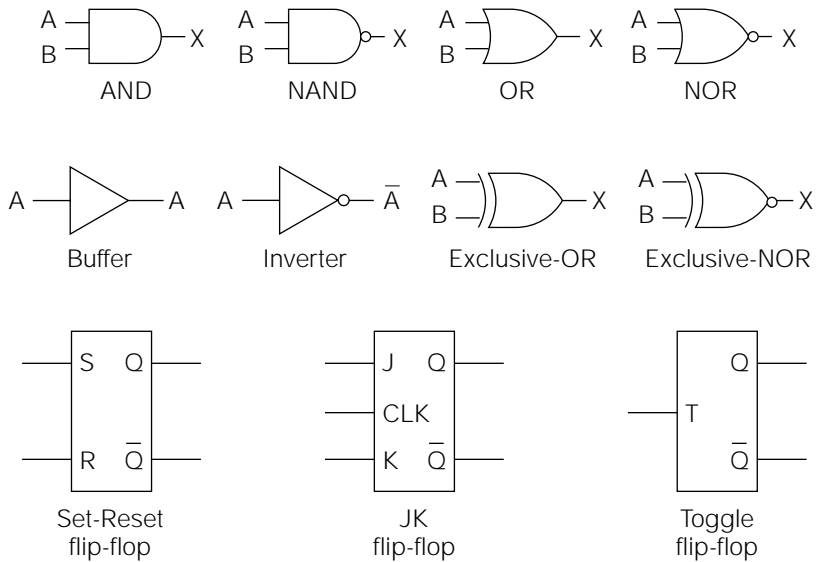 A
B
X
AND
A
B
X
NAND
A
B
X
OR
A
B
X
NOR
A
A
Buffer
A
A̅
Inverter
A
B
X
Exclusive-OR
A
B
X
Exclusive-NOR
S Q
R Q̅
Set-Reset
flip-flop
J Q
CLK
K Q̅
JK
flip-flop
Q
T
Q̅
Toggle
flip-flop